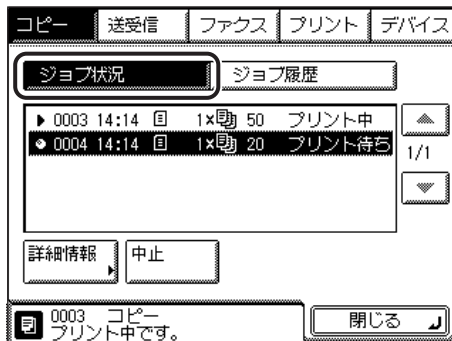 コピー 送受信 ファクス プリント デバイス
ジョブ状況 ジョブ履歴
0003 14:14 1× 50 プリント中
0004 14:14 1× 20 プリント待ち
1/1
詳細情報 中止
0003 コピー
プリント中です。
閉じる